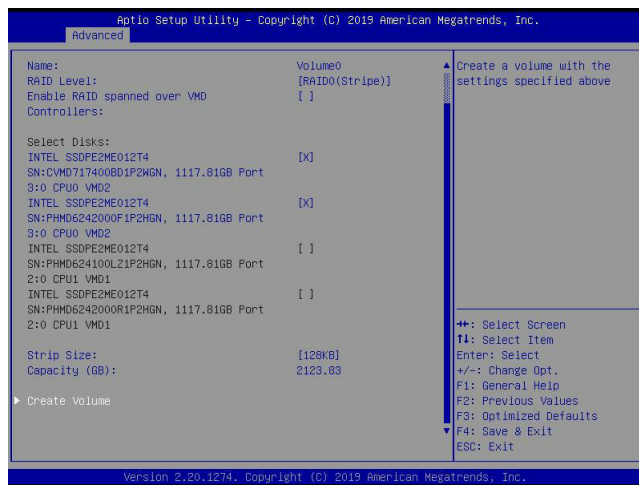 Aptio Setup Utility – Copyright (C) 2019 American Megatrends, Inc.
Advanced
Name: Volume0
RAID Level: [RAID0(Stripe)]
Enable RAID spanned over VMD [ ]
Controllers:
Select Disks:
INTEL SSDPE2ME012T4 [X]
SN:CVMD717400BD1P2WGN, 1117.81GB Port
3:0 CPU0 VMD2
INTEL SSDPE2ME012T4 [X]
SN:PHMD6242000F1P2HGN, 1117.81GB Port
3:0 CPU0 VMD2
INTEL SSDPE2ME012T4 [ ]
SN:PHMD624100LZ1P2HGN, 1117.81GB Port
2:0 CPU1 VMD1
INTEL SSDPE2ME012T4 [ ]
SN:PHMD6242000R1P2HGN, 1117.81GB Port
2:0 CPU1 VMD1
Strip Size: [128KB]
Capacity (GB): 2123.83
Create Volume
Create a volume with the
settings specified above
→←: Select Screen
↑↓: Select Item
Enter: Select
+/-: Change Opt.
F1: General Help
F2: Previous Values
F3: Optimized Defaults
F4: Save & Exit
ESC: Exit
Version 2.20.1274. Copyright (C) 2019 American Megatrends, Inc.